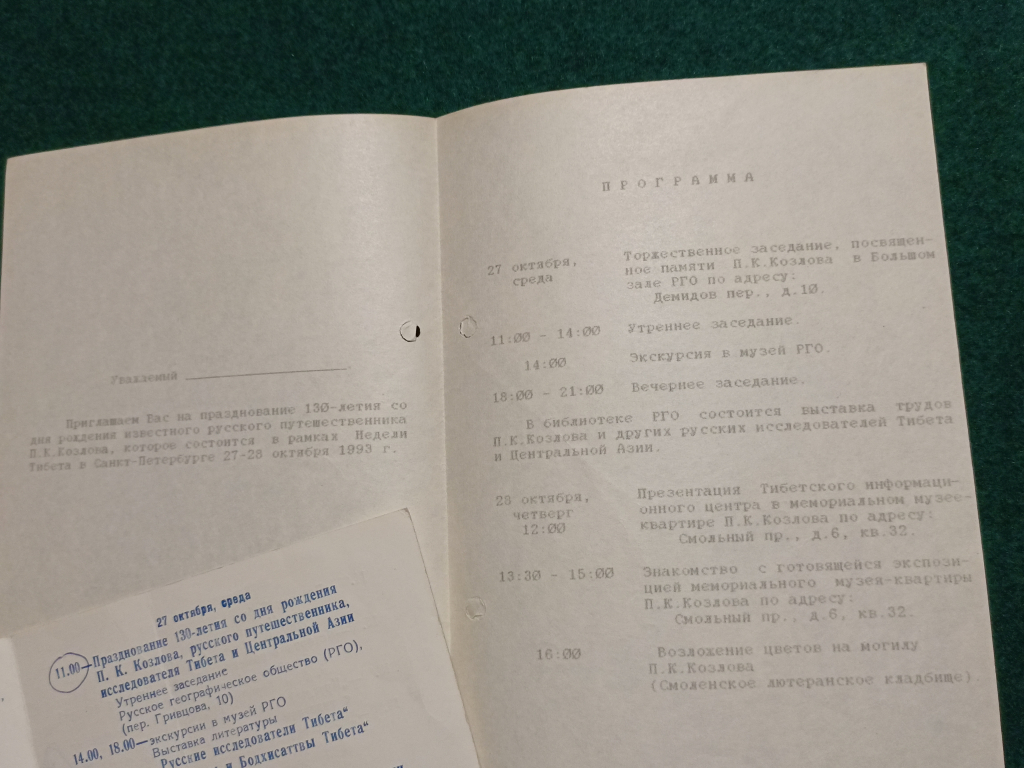 Уважаемый
Приглашаем Вас на празднование 130-летия со
дня рождения известного русского путешественника
П.К.Козлова, которое состоится в рамках Недели
Тибета в Санкт-Петербурге 27-28 октября 1993 г.
27 октября, среда
11.00—Празднование 130-летия со дня рождения
П. К. Козлова, русского путешественника,
исследователя Тибета и Центральной Азии
Утреннее заседание
Русское географическое общество (РГО),
(пер. Гривцова, 10)
14.00, 18.00—экскурсии в музей РГО
Выставка литературы
Русские исследователи Тибета“
и Бодхисаттвы Тибета“
П Р О Г Р А М М А
27 октября,
среда
Торжественное заседание, посвящен-
ное памяти П.К.Козлова в Большом
зале РГО по адресу:
Демидов пер., д.10.
11:00 - 14:00 Утреннее заседание.
14:00 Экскурсия в музей РГО.
18:00 - 21:00 Вечернее заседание.
В библиотеке РГО состоится выставка трудов
П.К.Козлова и других русских исследователей Тибета
и Центральной Азии.
28 октября,
четверг
12:00
Презентация Тибетского информаци-
онного центра в мемориальном музее-
квартире П.К.Козлова по адресу:
Смольный пр., д.6, кв.32.
13:30 - 15:00 Знакомство с готовящейся экспози-
цией мемориального музея-квартиры
П.К.Козлова по адресу:
Смольный пр., д.6, кв.32.
16:00 Возложение цветов на могилу
П.К.Козлова
(Смоленское лютеранское кладбище).